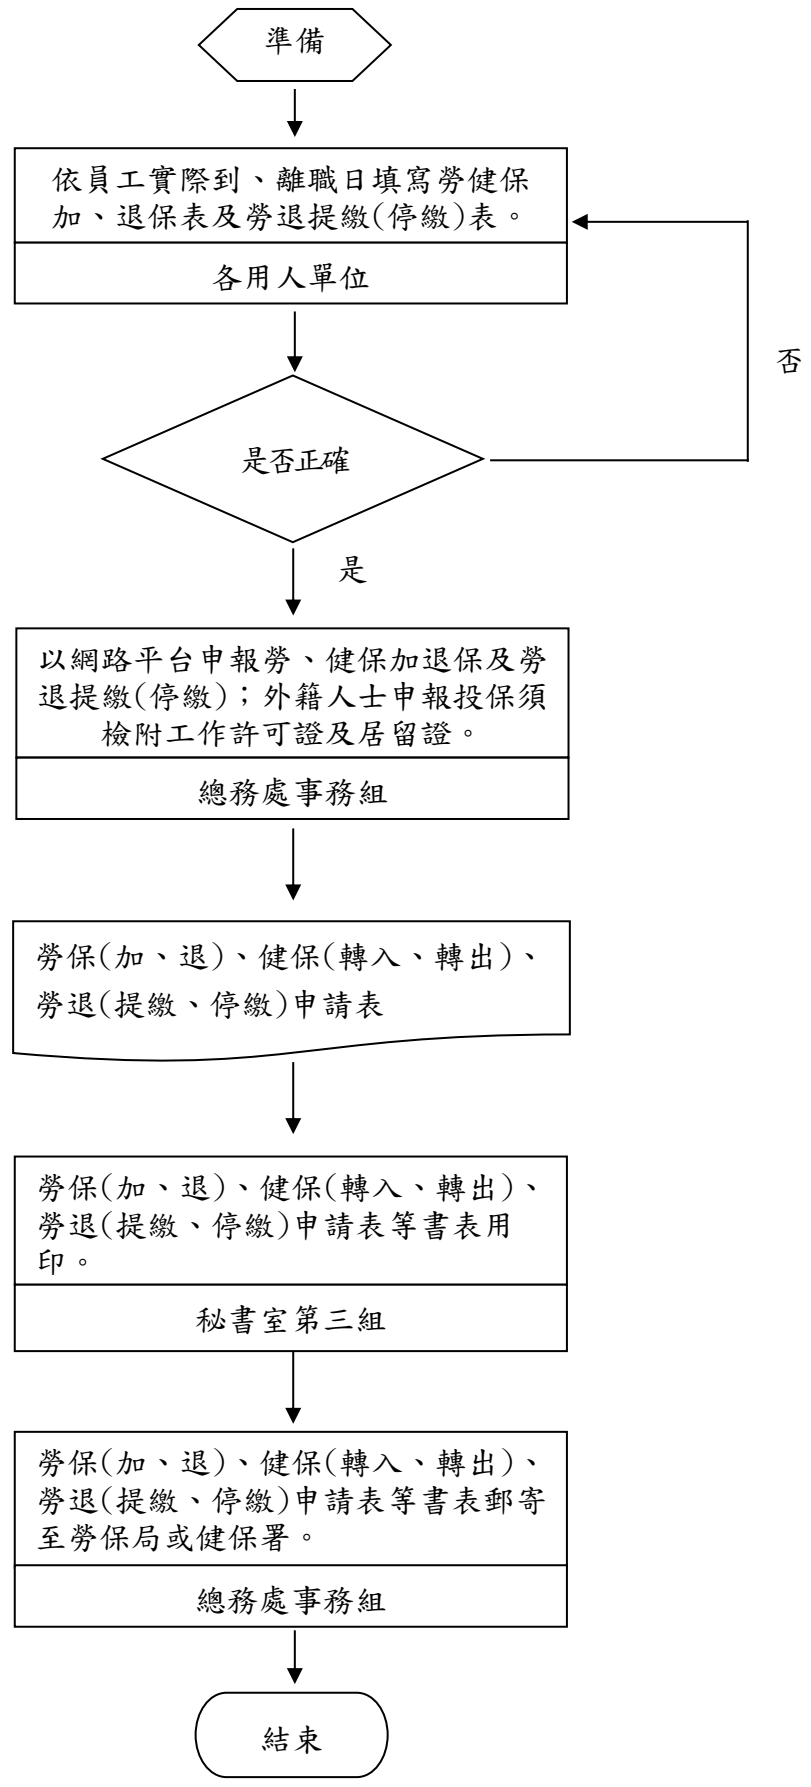 準備
依員工實際到、離職日填寫勞健保
加、退保表及勞退提繳(停繳)表。
各用人單位
否
是否正確
是
以網路平台申報勞、健保加退保及勞
退提繳(停繳)；外籍人士申報投保須
檢附工作許可證及居留證。
總務處事務組
勞保(加、退)、健保(轉入、轉出)、
勞退(提繳、停繳)申請表
勞保(加、退)、健保(轉入、轉出)、
勞退(提繳、停繳)申請表等書表用
印。
秘書室第三組
勞保(加、退)、健保(轉入、轉出)、
勞退(提繳、停繳)申請表等書表郵寄
至勞保局或健保署。
總務處事務組
結束